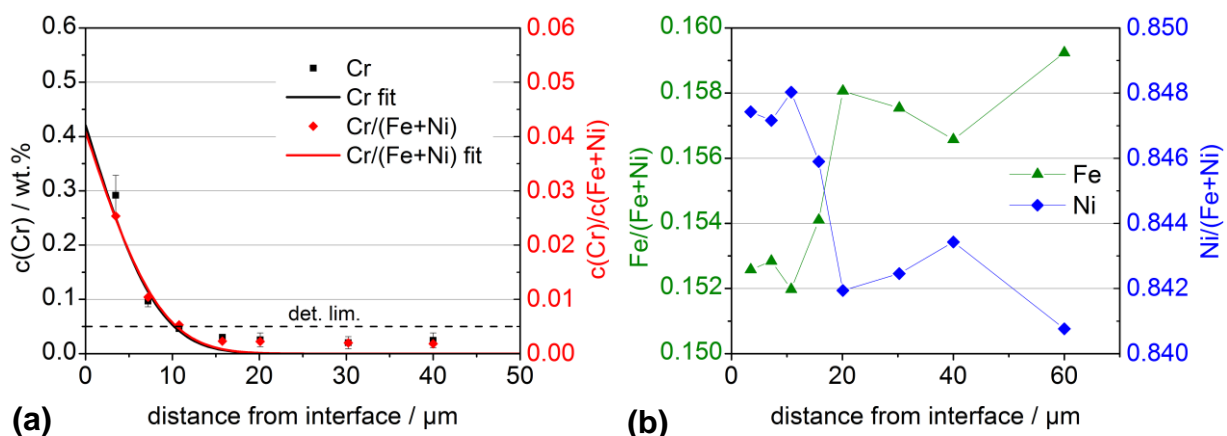 0.6
0.5
0.4
0.3
0.2
0.1
0.0
c(Cr) / wt.%
0 10 20 30 40 50
distance from interface / µm
0.06
0.05
0.04
0.03
0.02
0.01
0.00
c(Cr)/c(Fe+Ni)
Cr
Cr fit
Cr/(Fe+Ni)
Cr/(Fe+Ni) fit
det. lim.
(a)
0.160
0.158
0.156
0.154
0.152
0.150
Fe/(Fe+Ni)
0 20 40 60
distance from interface / µm
0.850
0.848
0.846
0.844
0.842
0.840
Ni/(Fe+Ni)
Fe
Ni
(b)